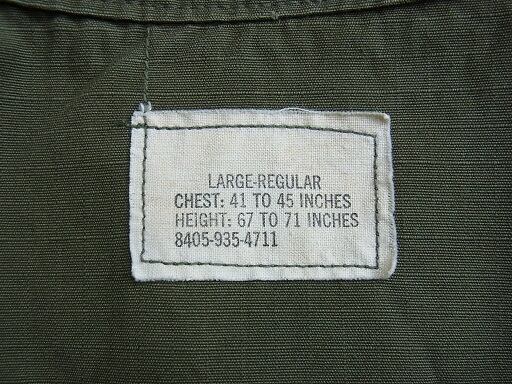 LARGE-REGULAR
CHEST: 41 TO 45 INCHES
HEIGHT: 67 TO 71 INCHES
8405-935-4711